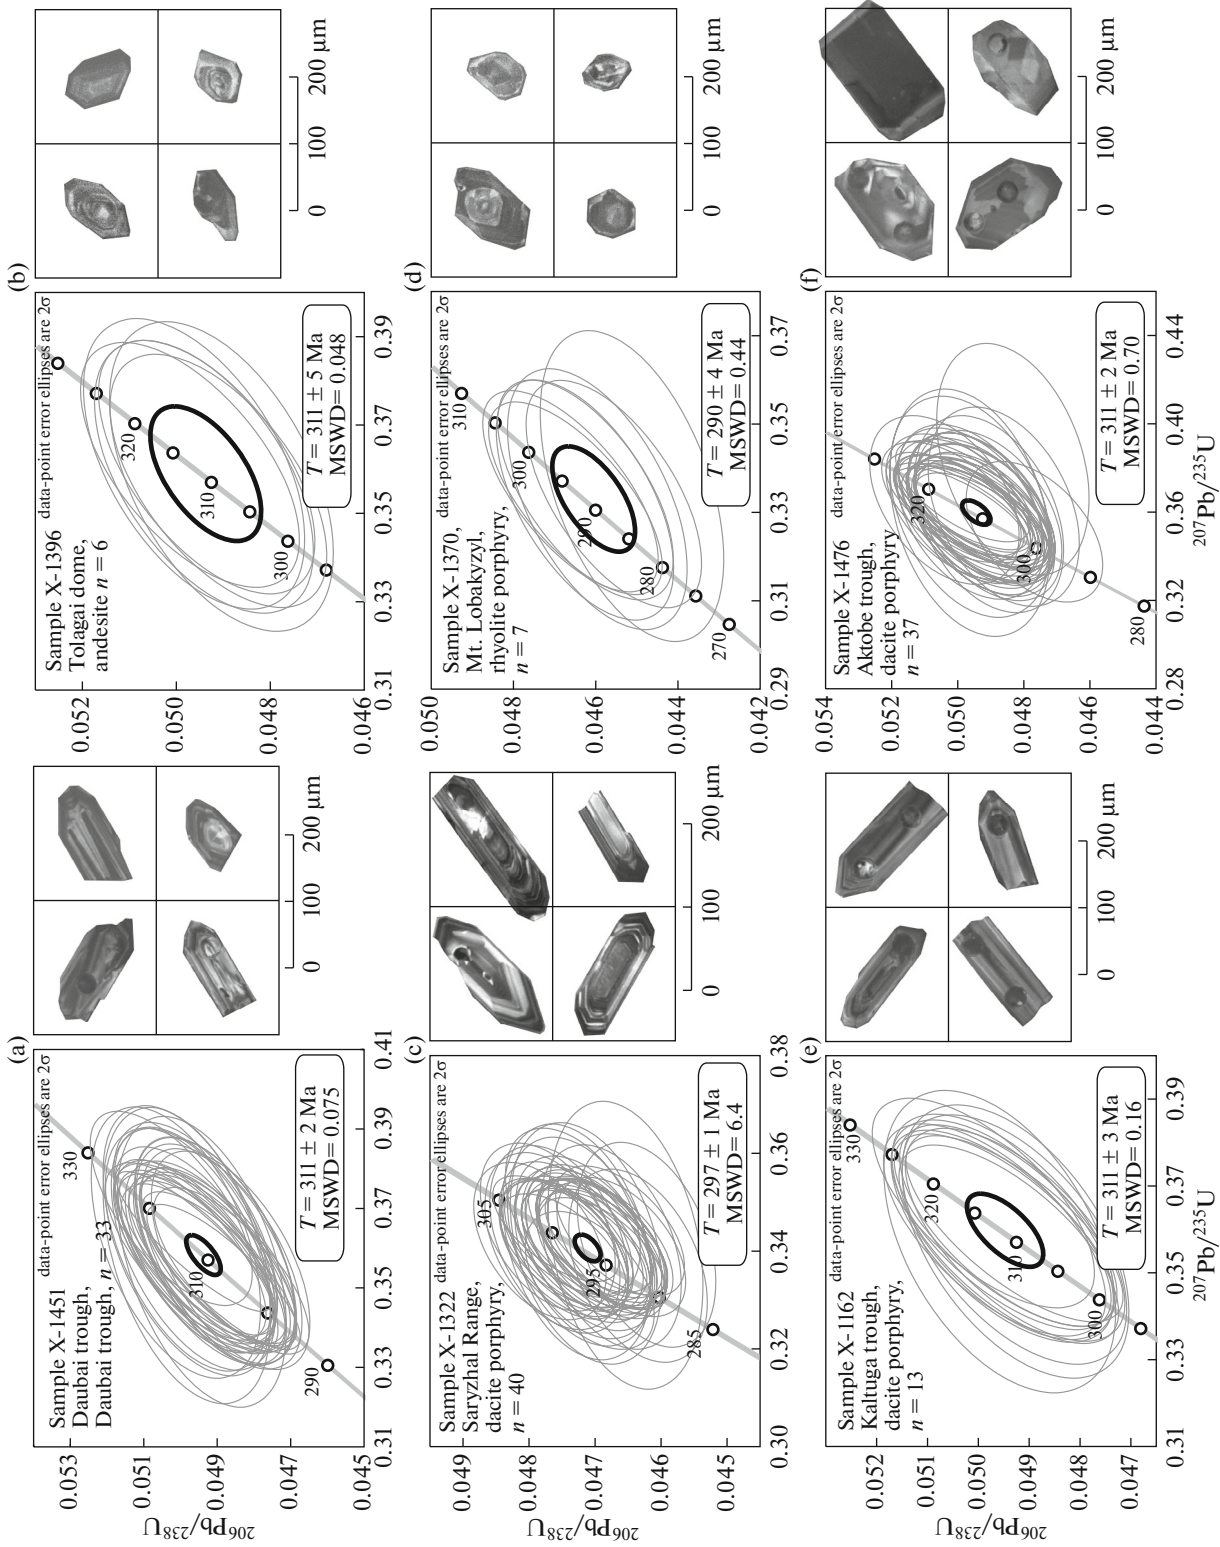 (a)
²⁰⁶Pb/²³⁸U
0.053
0.051
0.049
0.047
0.045
Sample X-1451
Daubai trough,
Daubai trough, n = 33
data-point error ellipses are 2σ
330
310
290
T = 311 ± 2 Ma
MSWD = 0.075
0.31
0.33
0.35
0.37
0.39
0.41
0
100
200 μm
(b)
0.052
0.050
0.048
0.046
Sample X-1396
Tolagai dome,
andesite n = 6
data-point error ellipses are 2σ
320
310
300
T = 311 ± 5 Ma
MSWD= 0.048
0.31
0.33
0.35
0.37
0.39
0
100
200 μm
(c)
0.049
0.048
0.047
0.046
0.045
Sample X-1322
Saryzhal Range,
dacite porphyry,
n = 40
data-point error ellipses are 2σ
305
295
285
T = 297 ± 1 Ma
MSWD= 6.4
0.30
0.32
0.34
0.36
0.38
0
100
200 μm
(d)
0.050
0.048
0.046
0.044
0.042
Sample X-1370,
Mt. Lobakyzyl,
rhyolite porphyry,
n = 7
data-point error ellipses are 2σ
310
300
290
280
270
T = 290 ± 4 Ma
MSWD= 0.44
0.29
0.31
0.33
0.35
0.37
0
100
200 μm
(e)
²⁰⁶Pb/²³⁸U
0.052
0.051
0.050
0.049
0.048
0.047
Sample X-1162
Kaltuga trough,
dacite porphyry,
n = 13
data-point error ellipses are 2σ
330
320
310
300
T = 311 ± 3 Ma
MSWD= 0.16
0.31
0.33
0.35
0.37
0.39
²⁰⁷Pb/²³⁵U
0
100
200 μm
(f)
0.054
0.052
0.050
0.048
0.046
0.044
Sample X-1476
Aktobe trough,
dacite porphyry
n = 37
data-point error ellipses are 2σ
320
300
280
T = 311 ± 2 Ma
MSWD= 0.70
0.28
0.32
0.36
0.40
0.44
²⁰⁷Pb/²³⁵U
0
100
200 μm